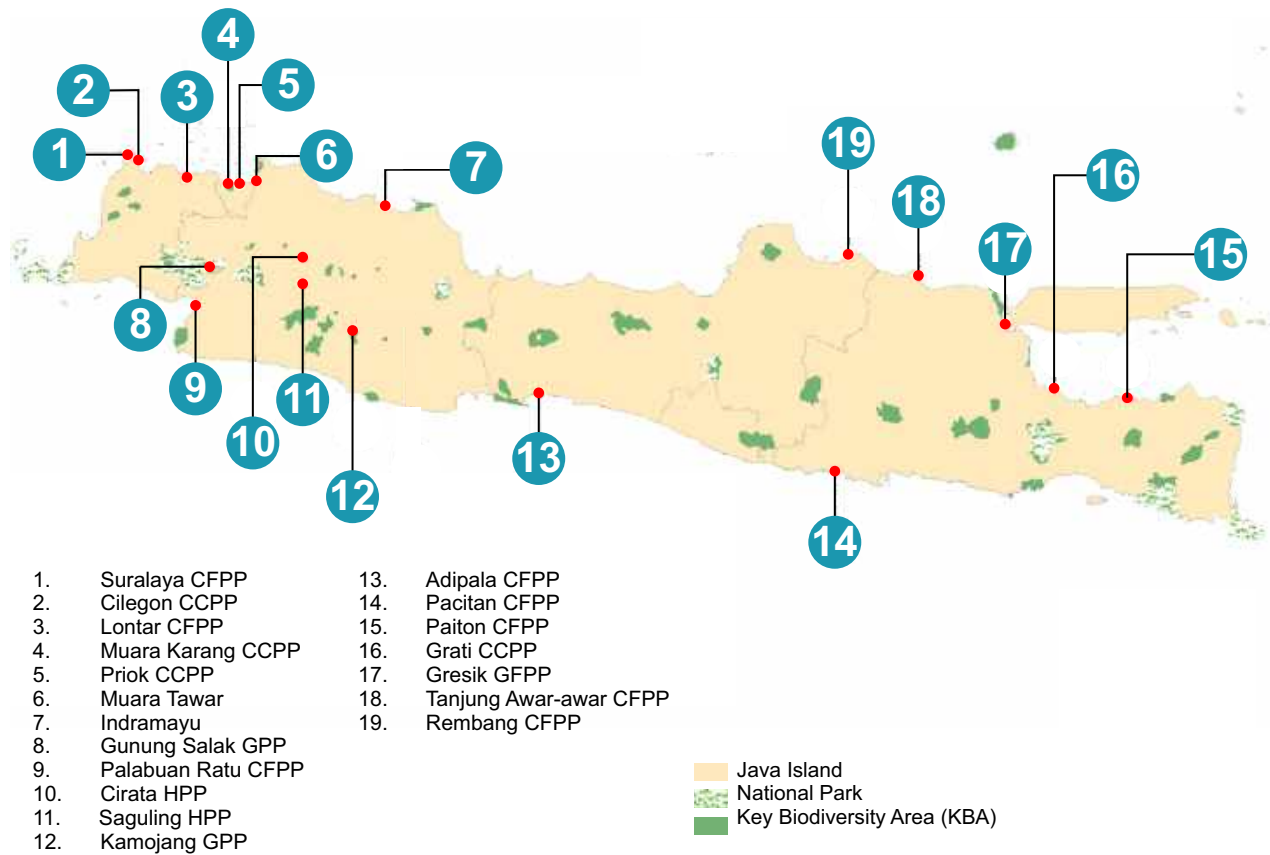 4
5
2
3
1
6
7
19
16
18
17
15
8
9
11
10
13
12
14
1. Suralaya CFPP
2. Cilegon CCPP
3. Lontar CFPP
4. Muara Karang CCPP
5. Priok CCPP
6. Muara Tawar
7. Indramayu
8. Gunung Salak GPP
9. Palabuan Ratu CFPP
10. Cirata HPP
11. Saguling HPP
12. Kamojang GPP
13. Adipala CFPP
14. Pacitan CFPP
15. Paiton CFPP
16. Grati CCPP
17. Gresik GFPP
18. Tanjung Awar-awar CFPP
19. Rembang CFPP
Java Island
National Park
Key Biodiversity Area (KBA)